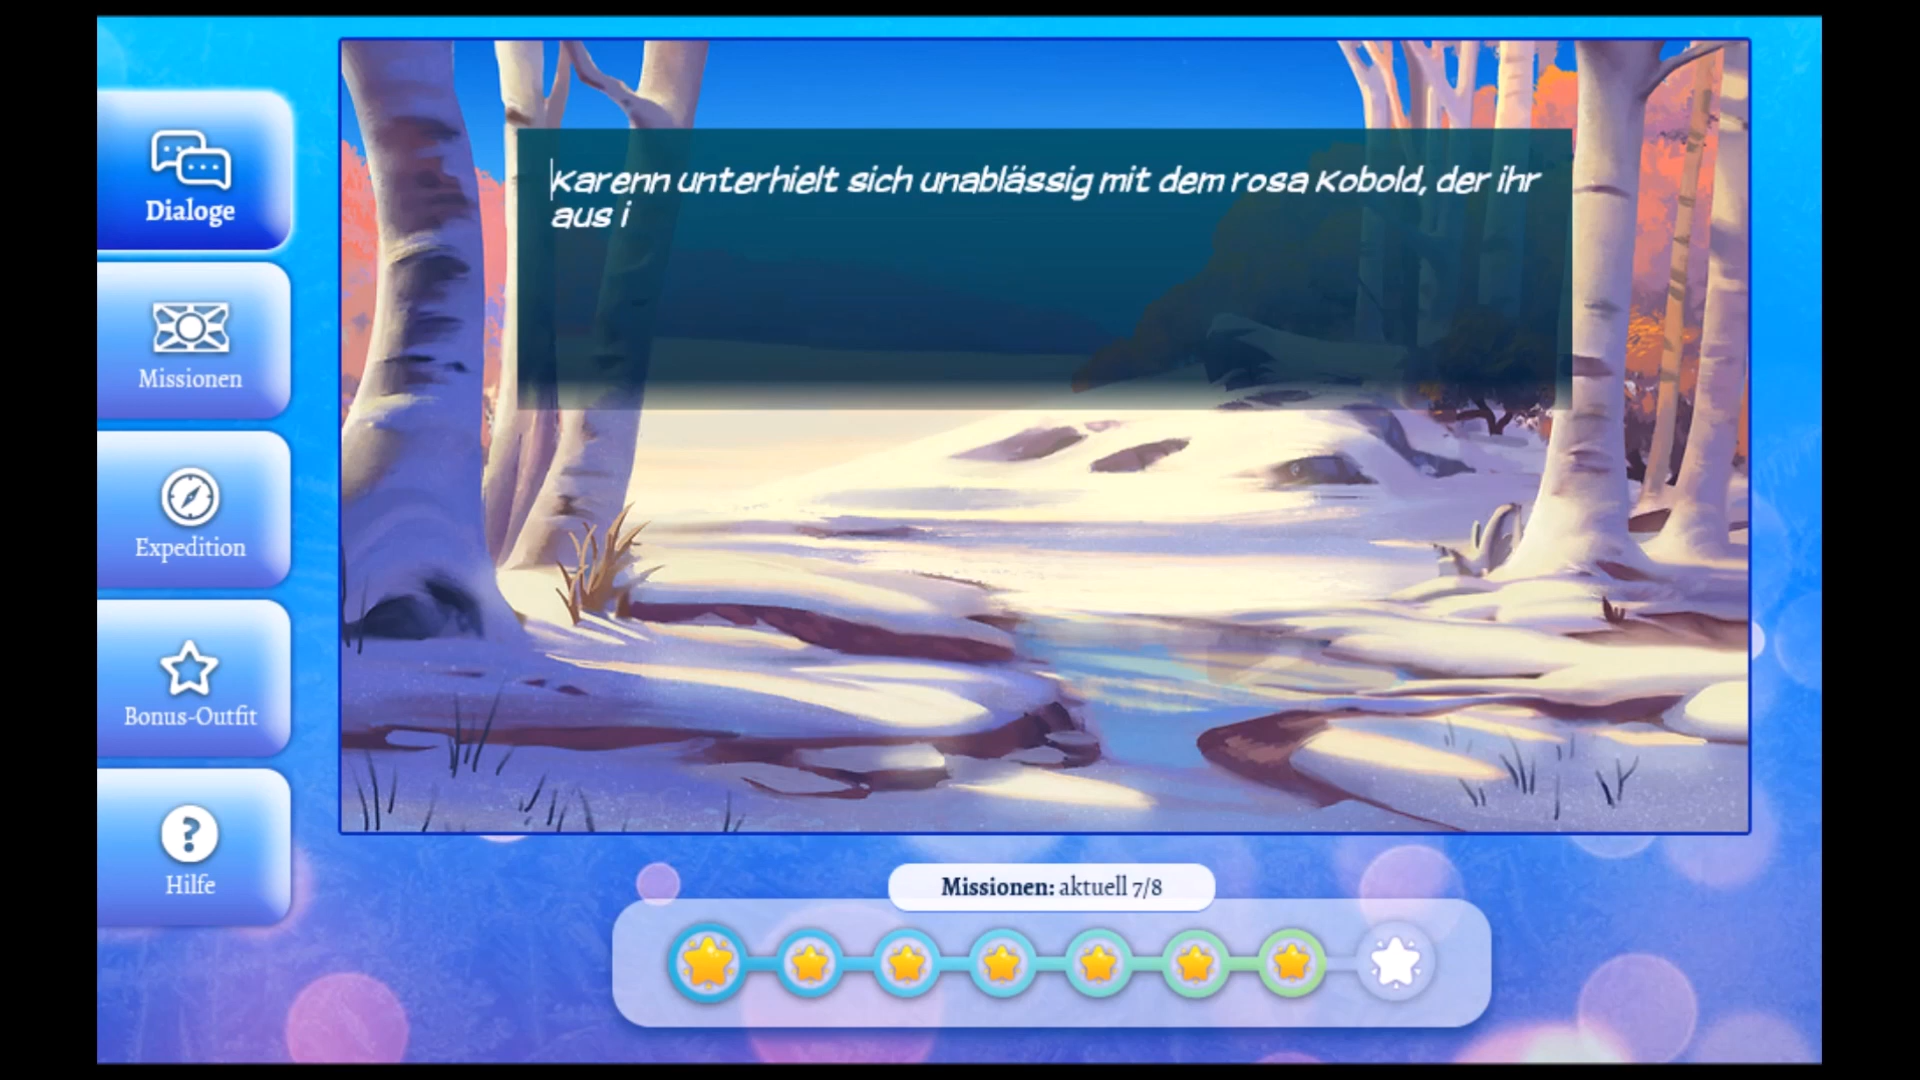 Karenn unterhielt sich unablässig mit dem rosa Kobold, der ihr
aus i
Dialoge
Missionen
Expedition
Bonus-Outfit
?
Hilfe
Missionen: aktuell 7/8